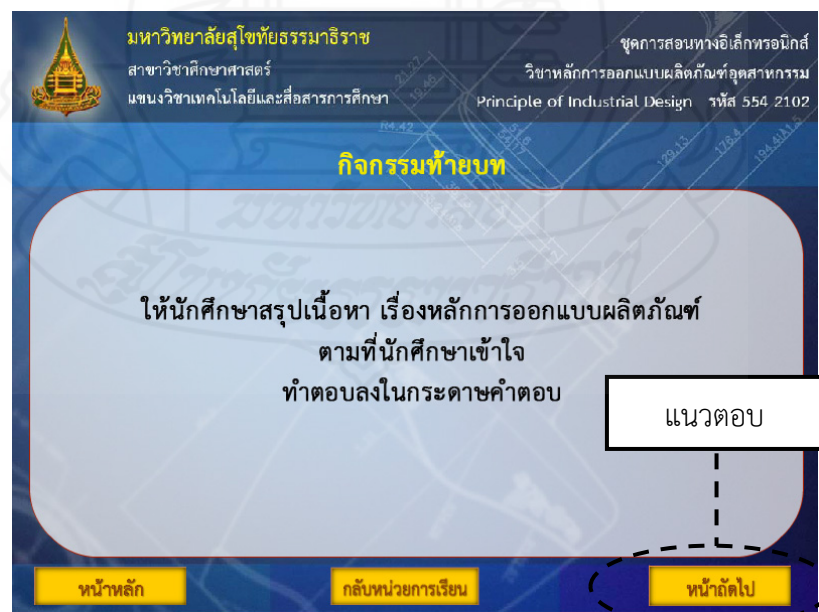 มหาวิทยาลัยสุโขทัยธรรมาธิราช
สาขาวิชาศึกษาศาสตร์
แขนงวิชาเทคโนโลยีและสื่อสารการศึกษา
ชุดการสอนทางอิเล็กทรอนิกส์
วิชาหลักการออกแบบผลิตภัณฑ์อุตสาหกรรม
Principle of Industrial Design รหัส 554 2102
กิจกรรมท้ายบท
ให้นักศึกษาสรุปเนื้อหา เรื่องหลักการออกแบบผลิตภัณฑ์
ตามที่นักศึกษาเข้าใจ
ทำตอบลงในกระดาษคำตอบ
แนวตอบ
หน้าหลัก
กลับหน่วยการเรียน
หน้าถัดไป